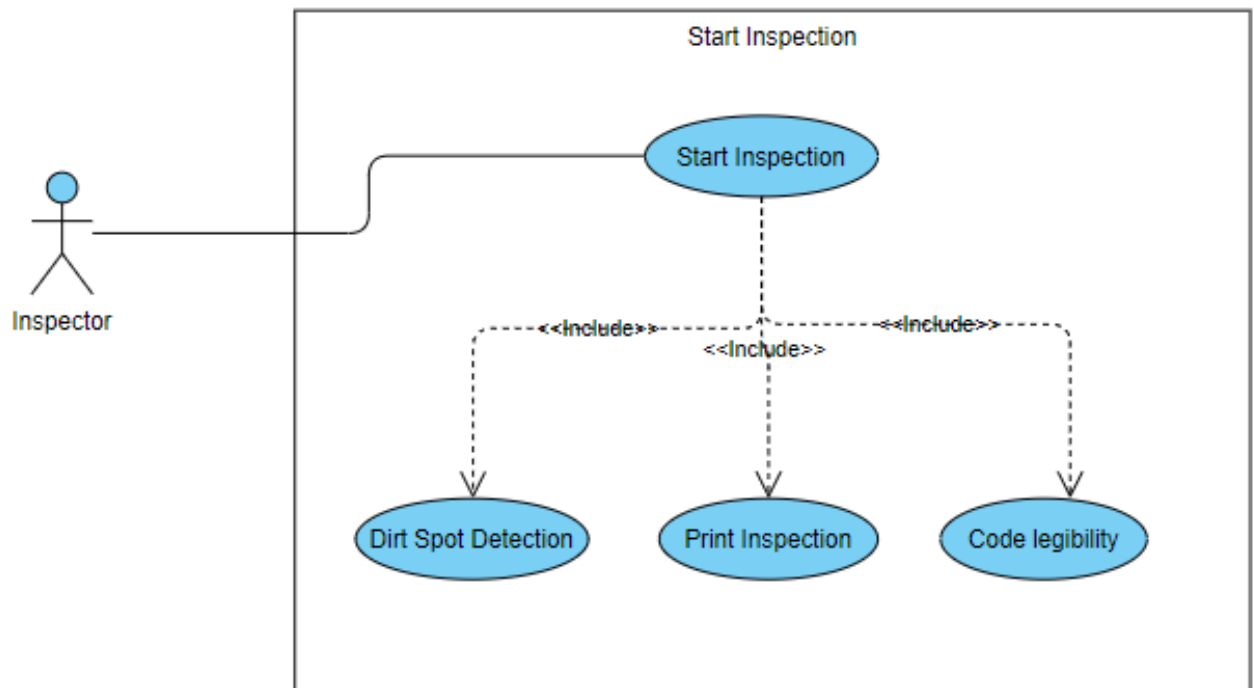 Start Inspection
Start Inspection
Inspector
<<Include>>
<<Include>>
<<Include>>
Dirt Spot Detection
Print Inspection
Code legibility